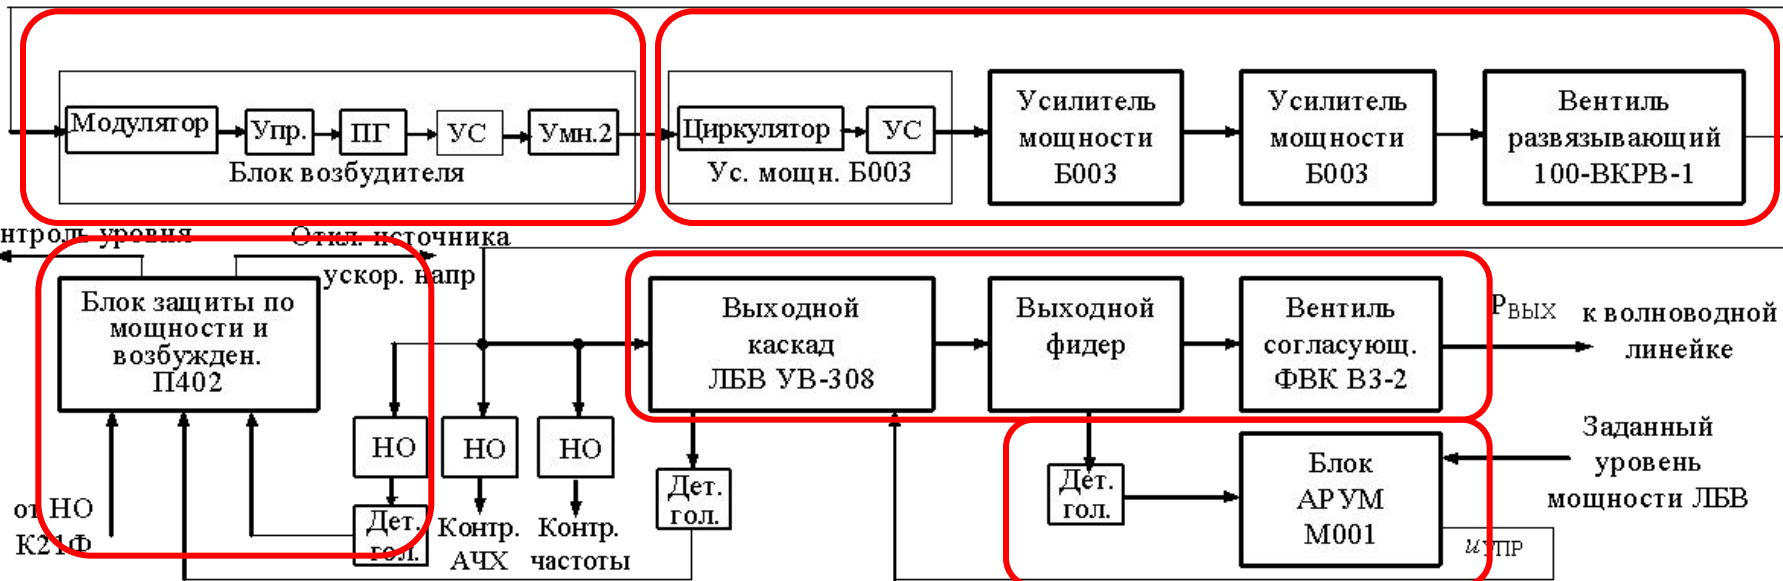 Модулятор
Упр.
ПГ
УС
Умн.2
Блок возбудителя
Циркулятор
УС
Ус. мощн. Б003
Усилитель
мощности
Б003
Усилитель
мощности
Б003
Вентиль
развязывающий
100-ВКРВ-1
нтроль уровня
Откл. источника
ускор. напр
Блок защиты по
мощности и
возбужден.
П402
Выходной
каскад
ЛБВ УВ-308
Выходной
фидер
Вентиль
согласующ.
ФВК ВЗ-2
РВЫХ к волноводной
линейке
НО
НО
НО
от НО
К21Ф
Дет.
гол.
Контр.
АЧХ
Контр.
частоты
Дет.
гол.
Дет.
гол.
Блок
АРУМ
М001
Заданный
уровень
мощности ЛБВ
uУПР